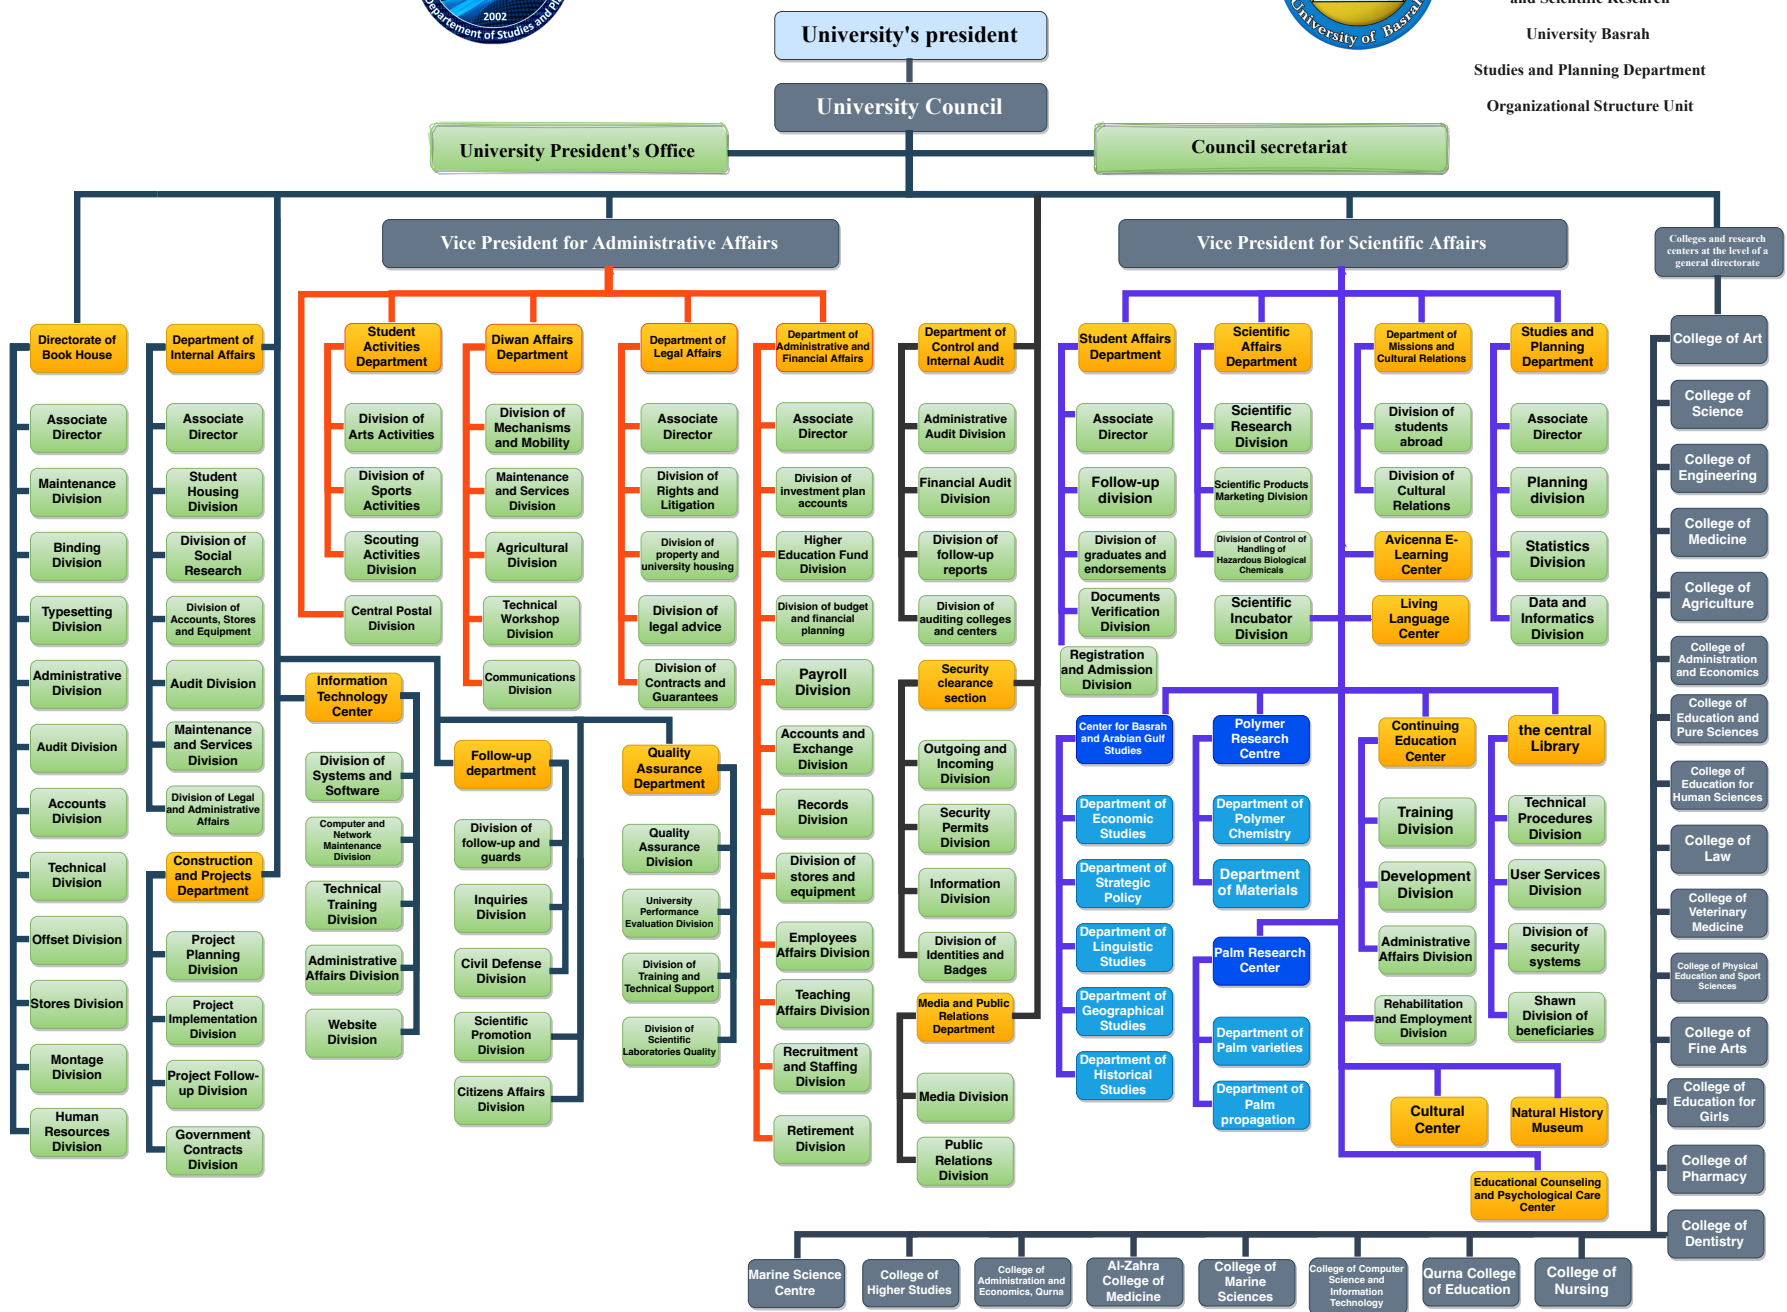 2002
Departement of Studies and
University of Basrah
and Scientific Research
University Basrah
Studies and Planning Department
Organizational Structure Unit
University's president
University Council
University President's Office
Council secretariat
Vice President for Administrative Affairs
Vice President for Scientific Affairs
Colleges and research
centers at the level of a
general directorate
Directorate of
Book House
Associate
Director
Maintenance
Division
Binding
Division
Typesetting
Division
Administrative
Division
Audit Division
Accounts
Division
Technical
Division
Offset Division
Stores Division
Montage
Division
Human
Resources
Division
Department of
Internal Affairs
Associate
Director
Student
Housing
Division
Division of
Social
Research
Division of
Accounts, Stores
and Equipment
Audit Division
Maintenance
and Services
Division
Division of Legal
and Administrative
Affairs
Construction
and Projects
Department
Project
Planning
Division
Project
Implementation
Division
Project Follow-
up Division
Government
Contracts
Division
Student
Activities
Department
Division of
Arts Activities
Division of
Sports
Activities
Scouting
Activities
Division
Central Postal
Division
Information
Technology
Center
Division of
Systems and
Software
Computer and
Network
Maintenance
Division
Technical
Training
Division
Administrative
Affairs Division
Website
Division
Diwan Affairs
Department
Division of
Mechanisms
and Mobility
Maintenance
and Services
Division
Agricultural
Division
Technical
Workshop
Division
Communications
Division
Follow-up
department
Division of
follow-up and
guards
Inquiries
Division
Civil Defense
Division
Scientific
Promotion
Division
Citizens Affairs
Division
Department of
Legal Affairs
Associate
Director
Division of
Rights and
Litigation
Division of
property and
university housing
Division of
legal advice
Division of
Contracts and
Guarantees
Quality
Assurance
Department
Quality
Assurance
Division
University
Performance
Evaluation Division
Division of
Training and
Technical Support
Division of
Scientific
Laboratories Quality
Department of
Administrative and
Financial Affairs
Associate
Director
Division of
investment plan
accounts
Higher
Education Fund
Division
Division of budget
and financial
planning
Payroll
Division
Accounts and
Exchange
Division
Records
Division
Division of
stores and
equipment
Employees
Affairs Division
Teaching
Affairs Division
Recruitment
and Staffing
Division
Retirement
Division
Department of
Control and
Internal Audit
Administrative
Audit Division
Financial Audit
Division
Division of
follow-up
reports
Division of
auditing colleges
and centers
Security
clearance
section
Outgoing and
Incoming
Division
Security
Permits
Division
Information
Division
Division of
Identities and
Badges
Media and Public
Relations
Department
Media Division
Public
Relations
Division
Student Affairs
Department
Associate
Director
Follow-up
division
Division of
graduates and
endorsements
Documents
Verification
Division
Registration
and Admission
Division
Center for Basrah
and Arabian Gulf
Studies
Department of
Economic
Studies
Department of
Strategic
Policy
Department of
Linguistic
Studies
Department of
Geographical
Studies
Department of
Historical
Studies
Scientific
Affairs
Department
Scientific
Research
Division
Scientific Products
Marketing Division
Division of Control of
Handling of
Hazardous Biological
Chemicals
Scientific
Incubator
Division
Polymer
Research
Centre
Department of
Polymer
Chemistry
Department
of Materials
Palm Research
Center
Department of
Palm varieties
Department of
Palm
propagation
Department of
Missions and
Cultural Relations
Division of
students
abroad
Division of
Cultural
Relations
Avicenna E-
Learning
Center
Living
Language
Center
Continuing
Education
Center
Training
Division
Development
Division
Administrative
Affairs Division
Rehabilitation
and Employment
Division
Cultural
Center
Studies and
Planning
Department
Associate
Director
Planning
division
Statistics
Division
Data and
Informatics
Division
the central
Library
Technical
Procedures
Division
User Services
Division
Division of
security
systems
Shawn
Division of
beneficiaries
Natural History
Museum
Educational Counseling
and Psychological Care
Center
College of Art
College of
Science
College of
Engineering
College of
Medicine
College of
Agriculture
College of
Administration
and Economics
College of
Education and
Pure Sciences
College of
Education for
Human Sciences
College of
Law
College of
Veterinary
Medicine
College of Physical
Education and Sport
Sciences
College of
Fine Arts
College of
Education for
Girls
College of
Pharmacy
College of
Dentistry
Marine Science
Centre
College of
Higher Studies
College of
Administration and
Economics, Qurna
Al-Zahra
College of
Medicine
College of
Marine
Sciences
College of Computer
Science and
Information
Technology
Qurna College
of Education
College of
Nursing